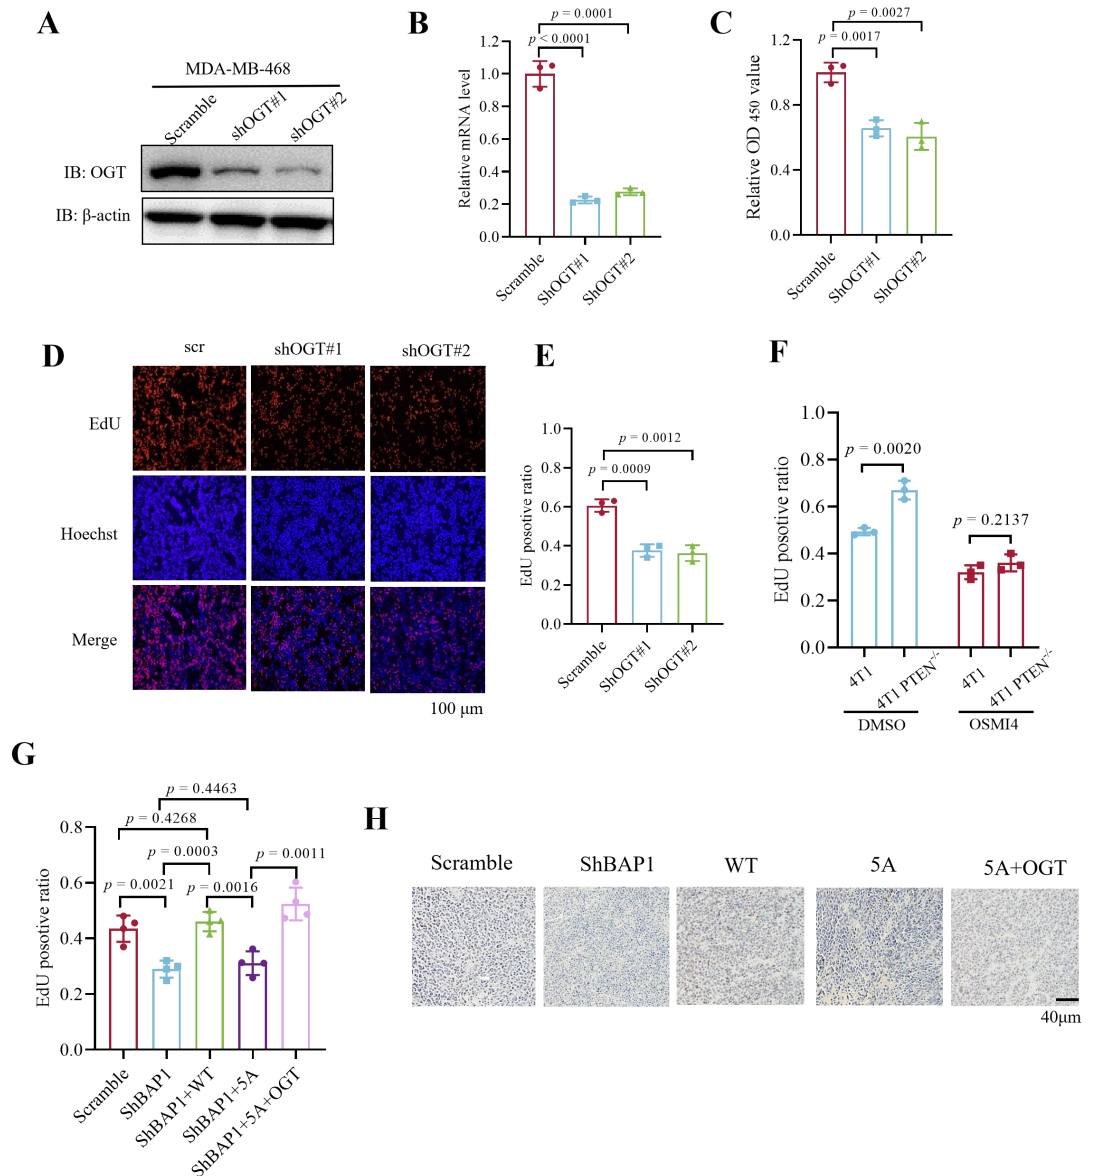 A
MDA-MB-468
Scramble
shOGT#1
shOGT#2
IB: OGT
IB: β-actin
B
p = 0.0001
p < 0.0001
Relative mRNA level
1.2
1.0
0.8
0.6
0.4
0.2
0.0
Scramble
ShOGT#1
ShOGT#2
C
p = 0.0027
p = 0.0017
Relative OD 450 value
1.2
0.8
0.4
0.0
Scramble
ShOGT#1
ShOGT#2
D
scr
shOGT#1
shOGT#2
EdU
Hoechst
Merge
100 μm
E
p = 0.0012
p = 0.0009
EdU posotive ratio
1.0
0.8
0.6
0.4
0.2
0.0
Scramble
ShOGT#1
ShOGT#2
F
p = 0.0020
p = 0.2137
EdU posotive ratio
1.0
0.8
0.6
0.4
0.2
0.0
4T1
4T1 PTEN-/-
4T1
4T1 PTEN-/-
DMSO
OSMI4
G
p = 0.4463
p = 0.4268
p = 0.0003
p = 0.0011
p = 0.0021
p = 0.0016
EdU posotive ratio
0.8
0.6
0.4
0.2
0.0
Scramble
ShBAP1
ShBAP1+WT
ShBAP1+5A
ShBAP1+5A+OGT
H
Scramble
ShBAP1
WT
5A
5A+OGT
40μm